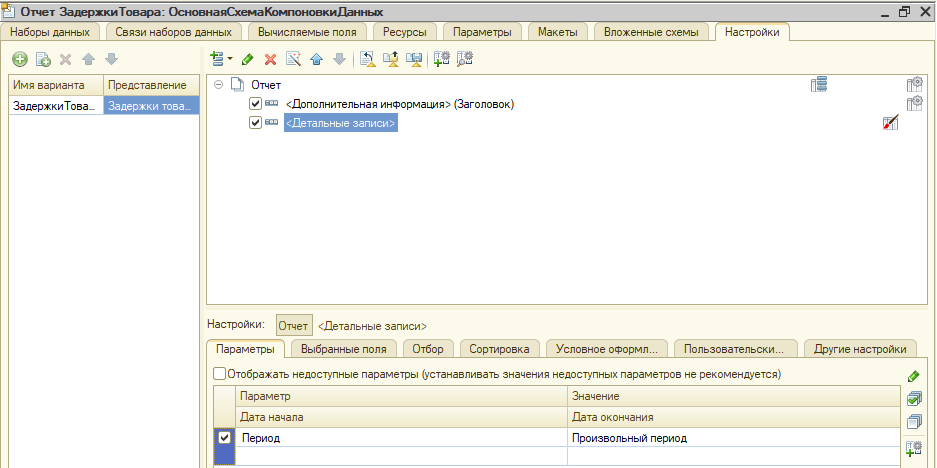 Отчет ЗадержкиТовара: ОсновнаяСхемаКомпоновкиДанных
Наборы данных
Связи наборов данных
Вычисляемые поля
Ресурсы
Параметры
Макеты
Вложенные схемы
Настройки
Имя варианта
Представление
ЗадержкиТова...
Задержки това...
Отчет
<Дополнительная информация> (Заголовок)
<Детальные записи>
Настройки:
Отчет
<Детальные записи>
Параметры
Выбранные поля
Отбор
Сортировка
Условное оформл...
Пользовательски...
Другие настройки
Отображать недоступные параметры (устанавливать значения недоступных параметров не рекомендуется)
Параметр
Значение
Дата начала
Дата окончания
Период
Произвольный период